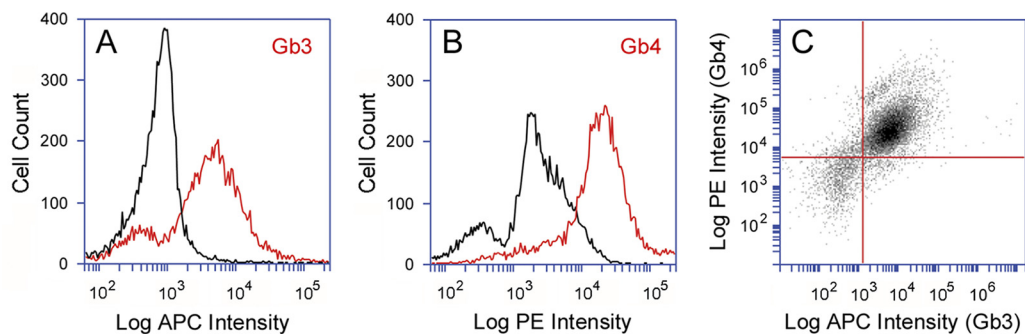 A
Gb3
400
300
200
100
0
Cell Count
10²
10³
10⁴
10⁵
Log APC Intensity
B
Gb4
400
300
200
100
0
Cell Count
10²
10³
10⁴
10⁵
Log PE Intensity
C
10⁶
10⁵
10⁴
10³
10²
Log PE Intensity (Gb4)
10²
10³
10⁴
10⁵
10⁶
Log APC Intensity (Gb3)